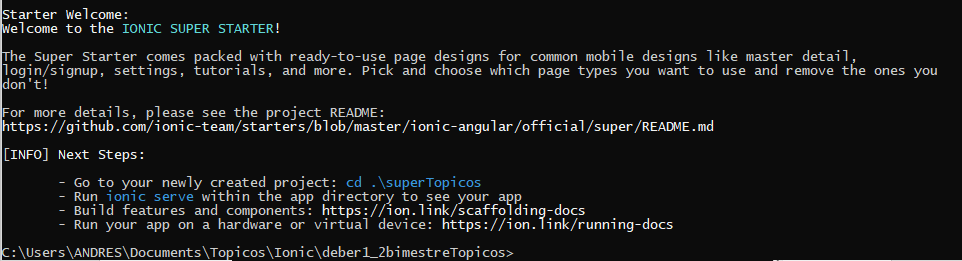 Starter Welcome:
Welcome to the IONIC SUPER STARTER!
The Super Starter comes packed with ready-to-use page designs for common mobile designs like master detail,
login/signup, settings, tutorials, and more. Pick and choose which page types you want to use and remove the ones you
don't!
For more details, please see the project README:
https://github.com/ionic-team/starters/blob/master/ionic-angular/official/super/README.md
[INFO] Next Steps:
- Go to your newly created project: cd .\superTopicos
- Run ionic serve within the app directory to see your app
- Build features and components: https://ion.link/scaffolding-docs
- Run your app on a hardware or virtual device: https://ion.link/running-docs
C:\Users\ANDRES\Documents\Topicos\Ionic\deber1_2bimestreTopicos>